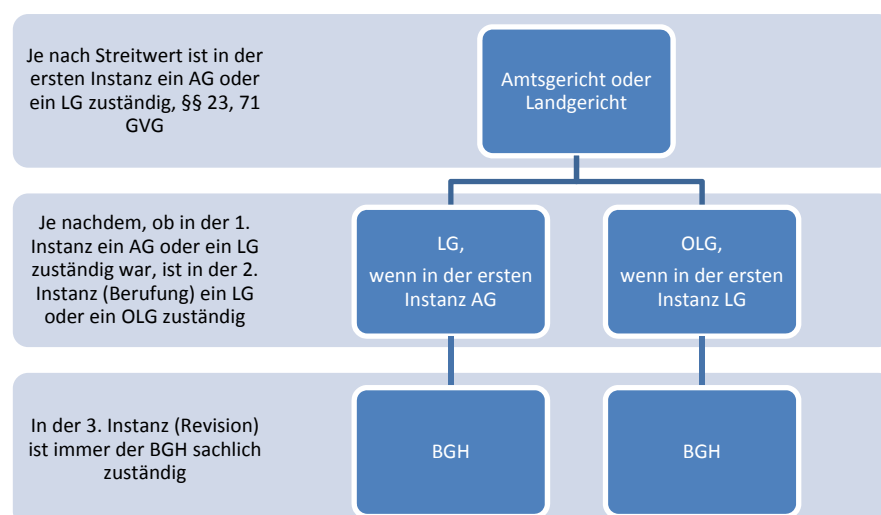 Je nach Streitwert ist in der
ersten Instanz ein AG oder
ein LG zuständig, §§ 23, 71
GVG
Amtsgericht oder
Landgericht
Je nachdem, ob in der 1.
Instanz ein AG oder ein LG
zuständig war, ist in der 2.
Instanz (Berufung) ein LG
oder ein OLG zuständig
LG,
wenn in der ersten
Instanz AG
OLG,
wenn in der ersten
Instanz LG
In der 3. Instanz (Revision)
ist immer der BGH sachlich
zuständig
BGH
BGH